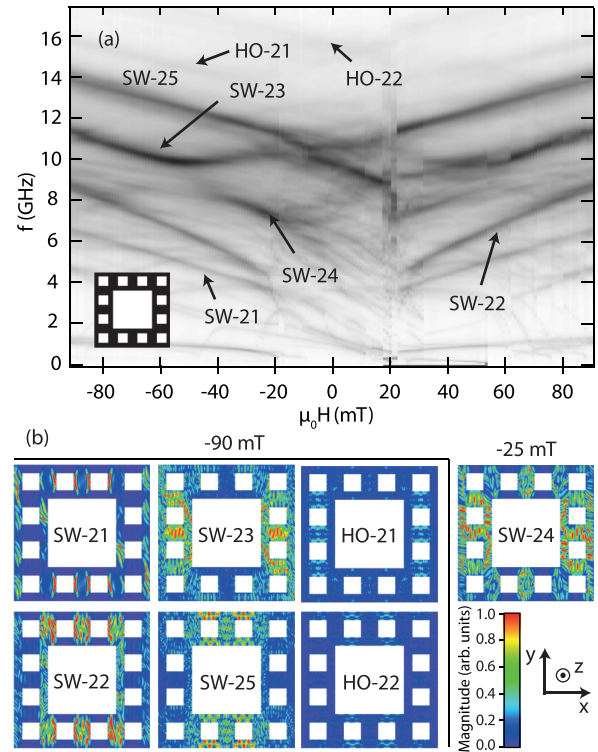 (a)
16
14
12
10
8
6
4
2
0
f (GHz)
HO-21
HO-22
SW-25
SW-23
SW-24
SW-21
SW-22
-80 -60 -40 -20 0 20 40 60 80
μ₀H (mT)
(b)
-90 mT
-25 mT
SW-21 SW-23 HO-21 SW-24
SW-22 SW-25 HO-22
Magnitude (arb. units)
1.0
0.8
0.6
0.4
0.2
0.0
y
z
x